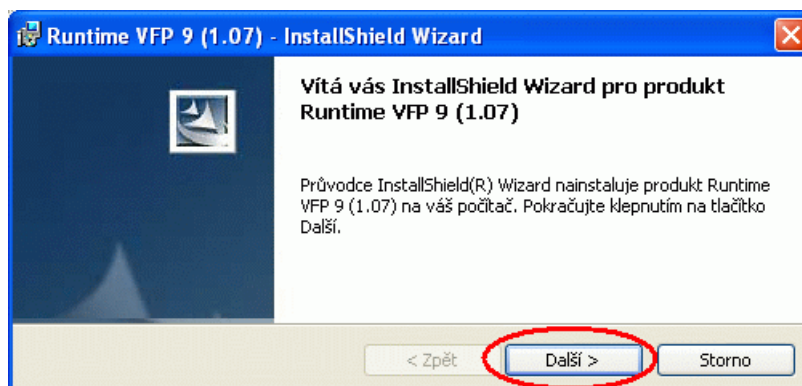 Runtime VFP 9 (1.07) - InstallShield Wizard
Vítá vás InstallShield Wizard pro produkt
Runtime VFP 9 (1.07)
Průvodce InstallShield(R) Wizard nainstaluje produkt Runtime
VFP 9 (1.07) na váš počítač. Pokračujte klepnutím na tlačítko
Další.
< Zpět Další > Storno